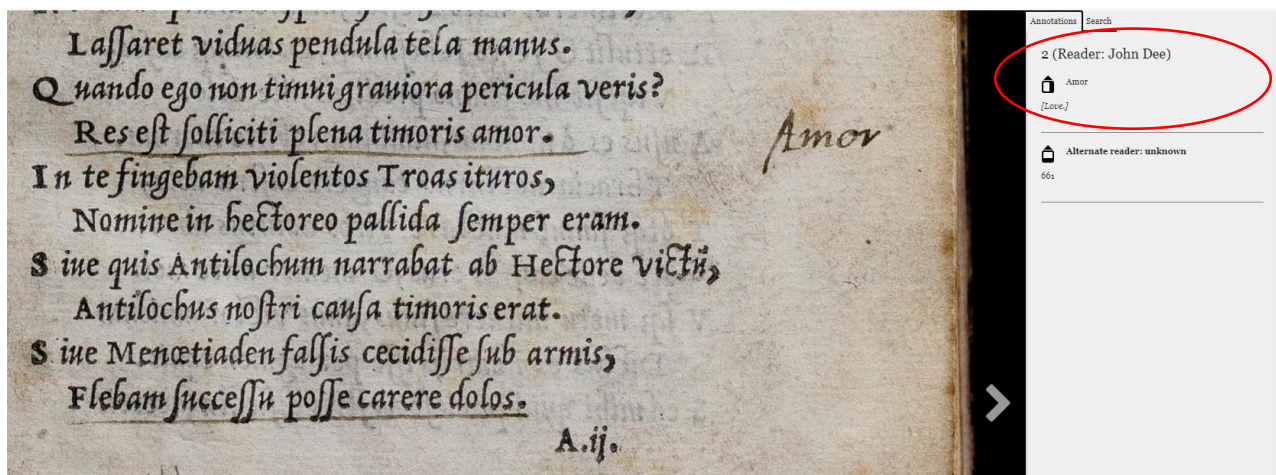 Laſſaret viduas pendula tela manus.
Quando ego non timui grauiora pericula veris?
Res eſt ſolliciti plena timoris amor.
Amor
In te fingebam violentos Troas ituros,
Nomine in hectoreo pallida ſemper eram.
Siue quis Antilochum narrabat ab Hectore victū,
Antilochus noſtri cauſa timoris erat.
Siue Menœtiaden falſis cecidiſſe ſub armis,
Flebam ſucceſſu poſſe carere dolos.
A.ij.
Annotations Search
2 (Reader: John Dee)
Amor
[Love.]
Alternate reader: unknown
661